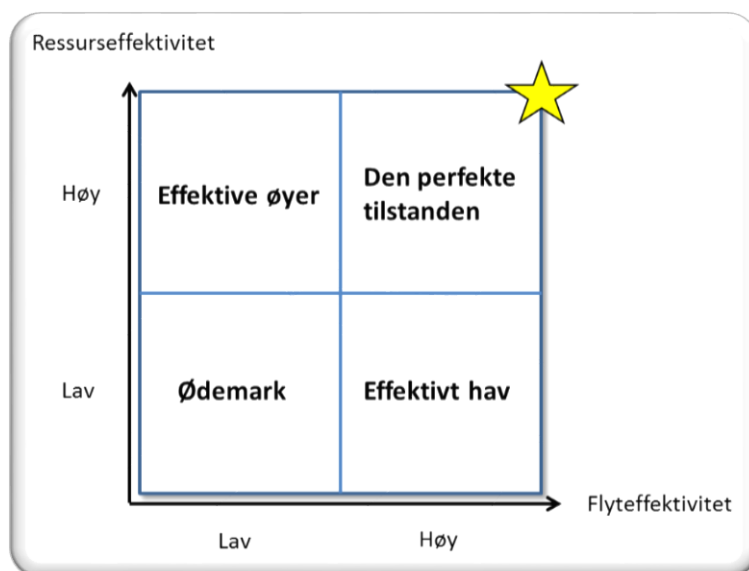 Ressurseffektivitet
Høy
Effektive øyer
Den perfekte
tilstanden
Lav
Ødemark
Effektivt hav
Flyteffektivitet
Lav
Høy